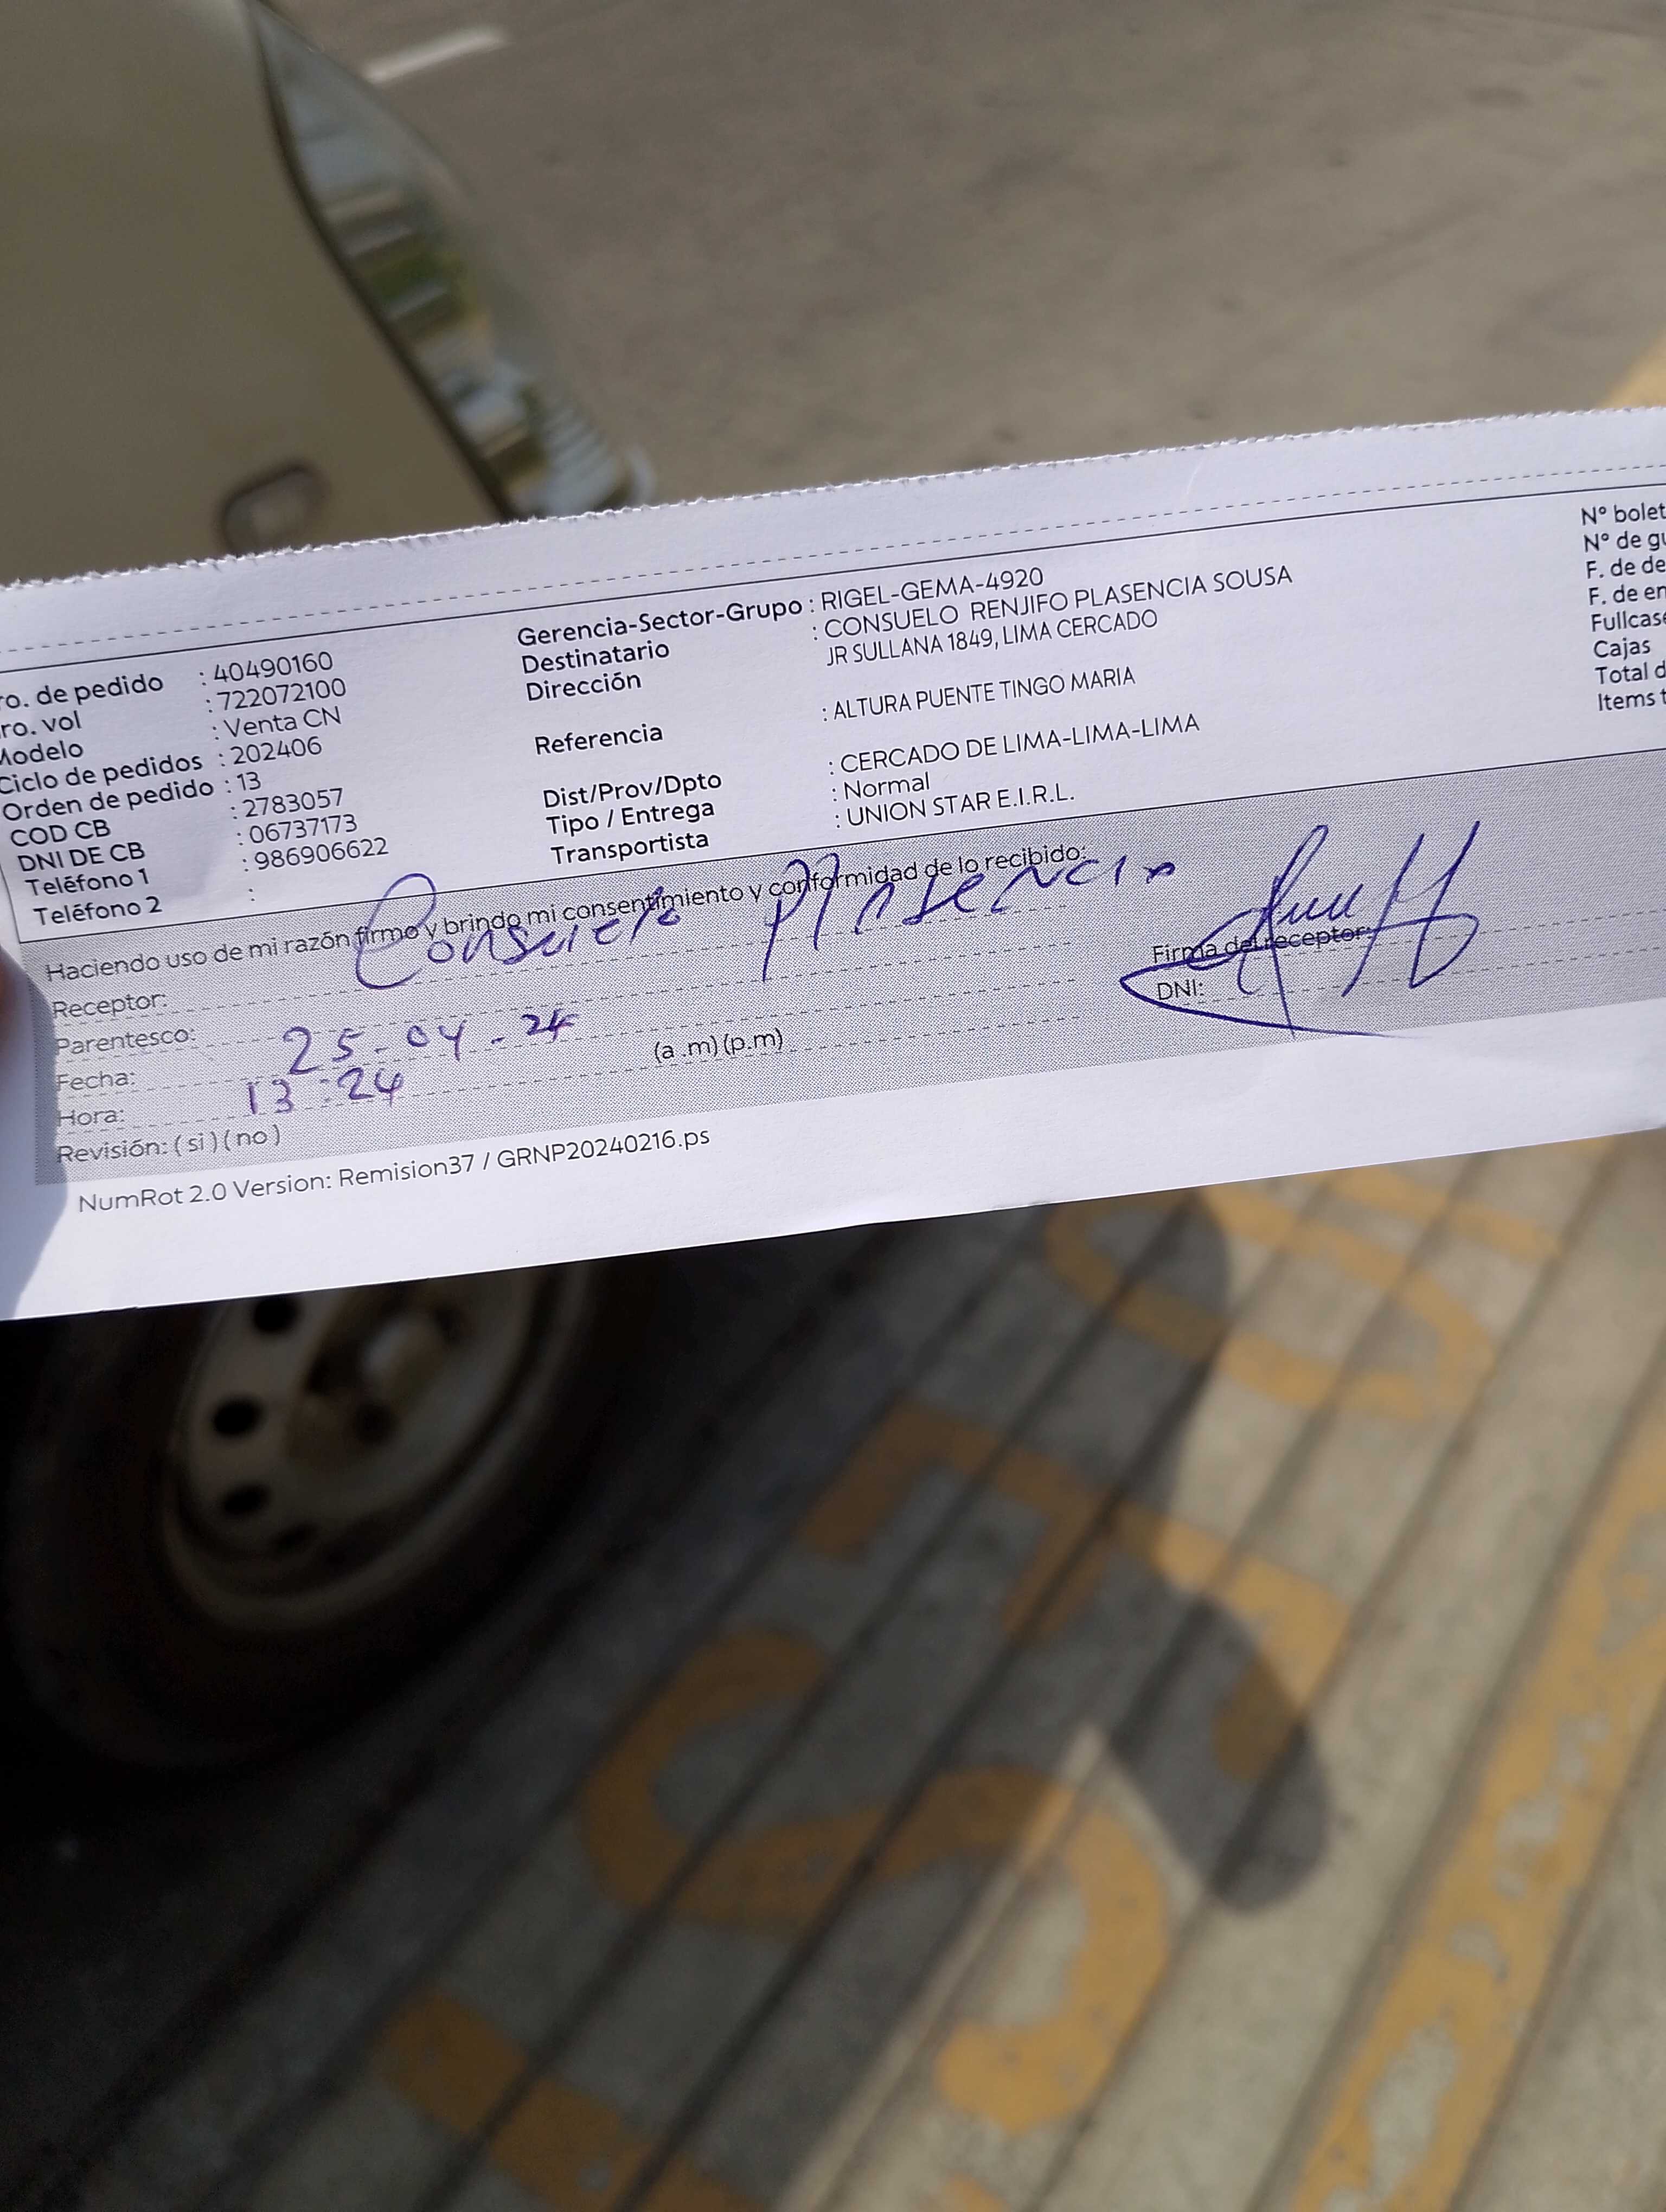 ro. de pedido : 40490160
ro. vol : 722072100
Modelo : Venta CN
Ciclo de pedidos : 202406
Orden de pedido : 13
COD CB : 2783057
DNI DE CB : 06737173
Teléfono 1 : 986906622
Teléfono 2 :
Gerencia-Sector-Grupo : RIGEL-GEMA-4920
Destinatario : CONSUELO RENJIFO PLASENCIA SOUSA
Dirección JR SULLANA 1849, LIMA CERCADO
Referencia : ALTURA PUENTE TINGO MARIA
Dist/Prov/Dpto : CERCADO DE LIMA-LIMA-LIMA
Tipo / Entrega : Normal
Transportista : UNION STAR E.I.R.L.
Nº bolet
Nº de gu
F. de de
F. de en
Fullcase
Cajas
Total d
Items t
Haciendo uso de mi razón firmo y brindo mi consentimiento y conformidad de lo recibido:
Receptor: Consuelo Plasencia
Parentesco:
Fecha: 25-04-24
Hora: 13:24 (a .m) (p.m)
Revisión: ( si ) ( no )
Firma del receptor:
DNI:
NumRot 2.0 Version: Remision37 / GRNP20240216.ps